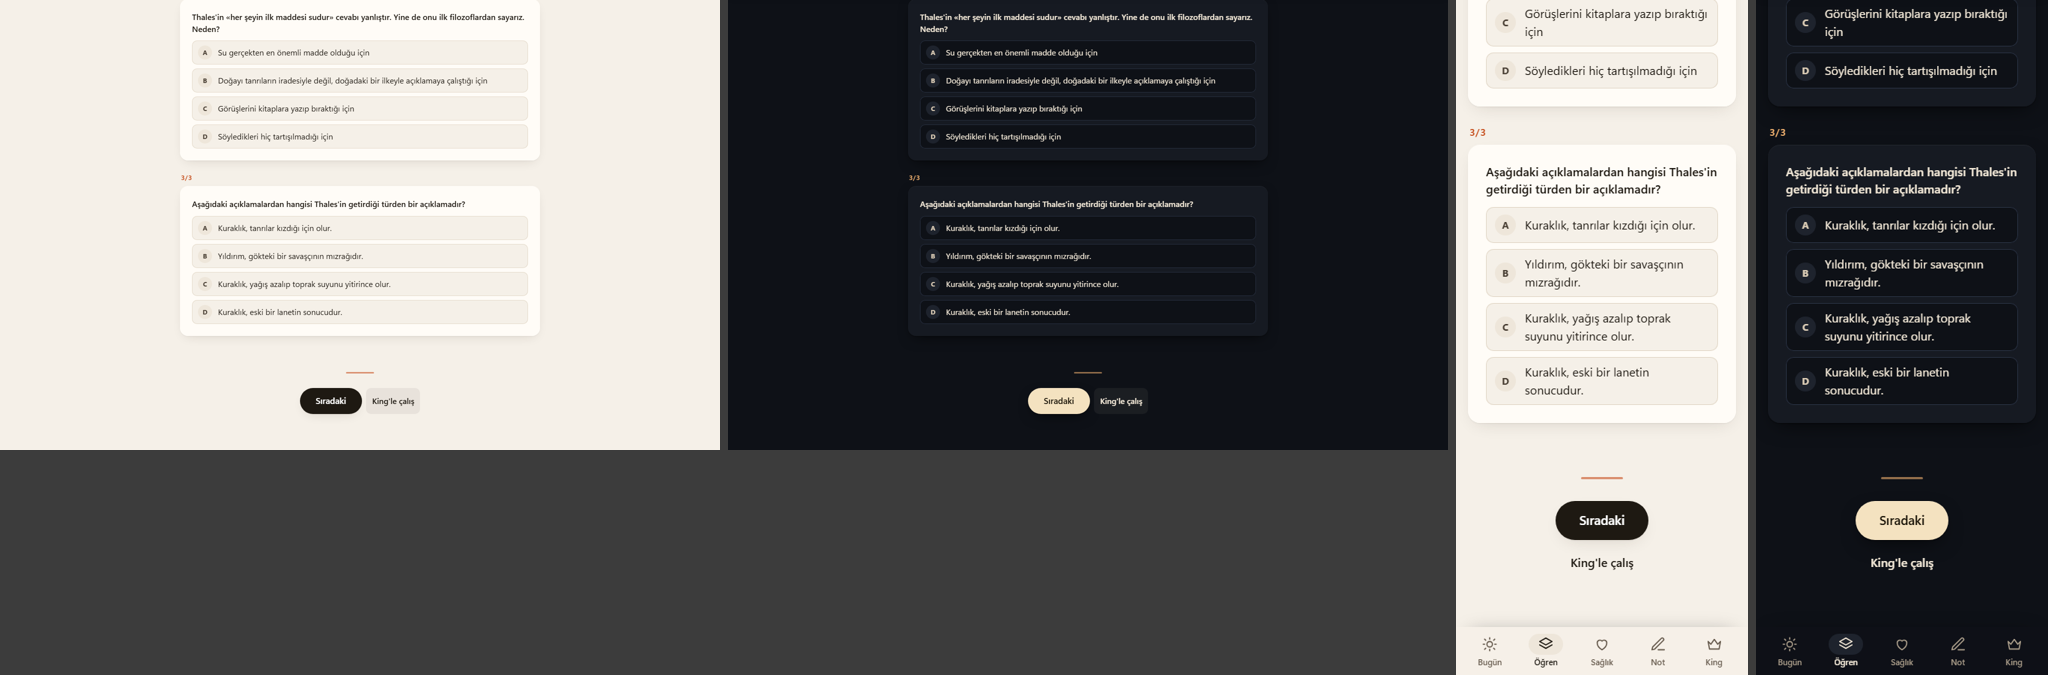 Thales'in «her şeyin ilk maddesi sudur» cevabı yanlıştır. Yine de onu ilk filozoflardan sayarız.
Neden?
A Su gerçekten en önemli madde olduğu için
B Doğayı tanrıların iradesiyle değil, doğadaki bir ilkeyle açıklamaya çalıştığı için
C Görüşlerini kitaplara yazıp bıraktığı için
D Söyledikleri hiç tartışılmadığı için
3/3
Aşağıdaki açıklamalardan hangisi Thales'in getirdiği türden bir açıklamadır?
A Kuraklık, tanrılar kızdığı için olur.
B Yıldırım, gökteki bir savaşçının mızrağıdır.
C Kuraklık, yağış azalıp toprak suyunu yitirince olur.
D Kuraklık, eski bir lanetin sonucudur.
Sıradaki King'le çalış
Thales'in «her şeyin ilk maddesi sudur» cevabı yanlıştır. Yine de onu ilk filozoflardan sayarız.
Neden?
A Su gerçekten en önemli madde olduğu için
B Doğayı tanrıların iradesiyle değil, doğadaki bir ilkeyle açıklamaya çalıştığı için
C Görüşlerini kitaplara yazıp bıraktığı için
D Söyledikleri hiç tartışılmadığı için
3/3
Aşağıdaki açıklamalardan hangisi Thales'in getirdiği türden bir açıklamadır?
A Kuraklık, tanrılar kızdığı için olur.
B Yıldırım, gökteki bir savaşçının mızrağıdır.
C Kuraklık, yağış azalıp toprak suyunu yitirince olur.
D Kuraklık, eski bir lanetin sonucudur.
Sıradaki King'le çalış
C Görüşlerini kitaplara yazıp bıraktığı
için
D Söyledikleri hiç tartışılmadığı için
3/3
Aşağıdaki açıklamalardan hangisi Thales'in
getirdiği türden bir açıklamadır?
A Kuraklık, tanrılar kızdığı için olur.
B Yıldırım, gökteki bir savaşçının
mızrağıdır.
C Kuraklık, yağış azalıp toprak
suyunu yitirince olur.
D Kuraklık, eski bir lanetin
sonucudur.
Sıradaki
King'le çalış
Bugün Öğren Sağlık Not King
C Görüşlerini kitaplara yazıp bıraktığı
için
D Söyledikleri hiç tartışılmadığı için
3/3
Aşağıdaki açıklamalardan hangisi Thales'in
getirdiği türden bir açıklamadır?
A Kuraklık, tanrılar kızdığı için olur.
B Yıldırım, gökteki bir savaşçının
mızrağıdır.
C Kuraklık, yağış azalıp toprak
suyunu yitirince olur.
D Kuraklık, eski bir lanetin
sonucudur.
Sıradaki
King'le çalış
Bugün Öğren Sağlık Not King